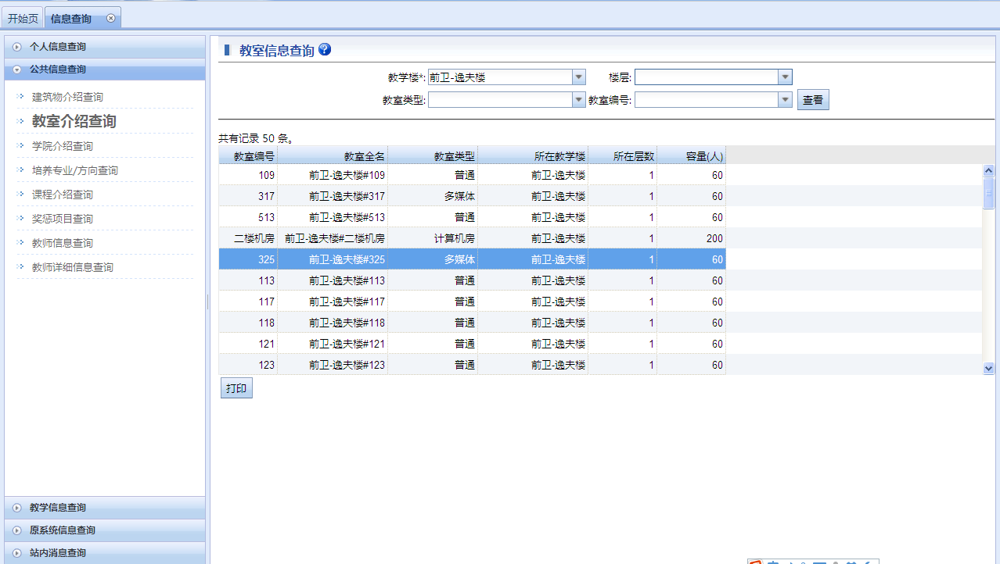 开始页 信息查询
个人信息查询
公共信息查询
建筑物介绍查询
教室介绍查询
学院介绍查询
培养专业/方向查询
课程介绍查询
奖惩项目查询
教师信息查询
教师详细信息查询
教学信息查询
原系统信息查询
站内消息查询
教室信息查询
教学楼*: 前卫-逸夫楼 楼层:
教室类型: 教室编号: 查看
共有记录 50 条。
教室编号 教室全名 教室类型 所在教学楼 所在层数 容量(人)
109 前卫-逸夫楼#109 普通 前卫-逸夫楼 1 60
317 前卫-逸夫楼#317 多媒体 前卫-逸夫楼 1 60
513 前卫-逸夫楼#513 普通 前卫-逸夫楼 1 60
二楼机房 前卫-逸夫楼#二楼机房 计算机房 前卫-逸夫楼 1 200
325 前卫-逸夫楼#325 多媒体 前卫-逸夫楼 1 60
113 前卫-逸夫楼#113 普通 前卫-逸夫楼 1 60
117 前卫-逸夫楼#117 普通 前卫-逸夫楼 1 60
118 前卫-逸夫楼#118 普通 前卫-逸夫楼 1 60
121 前卫-逸夫楼#121 普通 前卫-逸夫楼 1 60
123 前卫-逸夫楼#123 普通 前卫-逸夫楼 1 60
打印